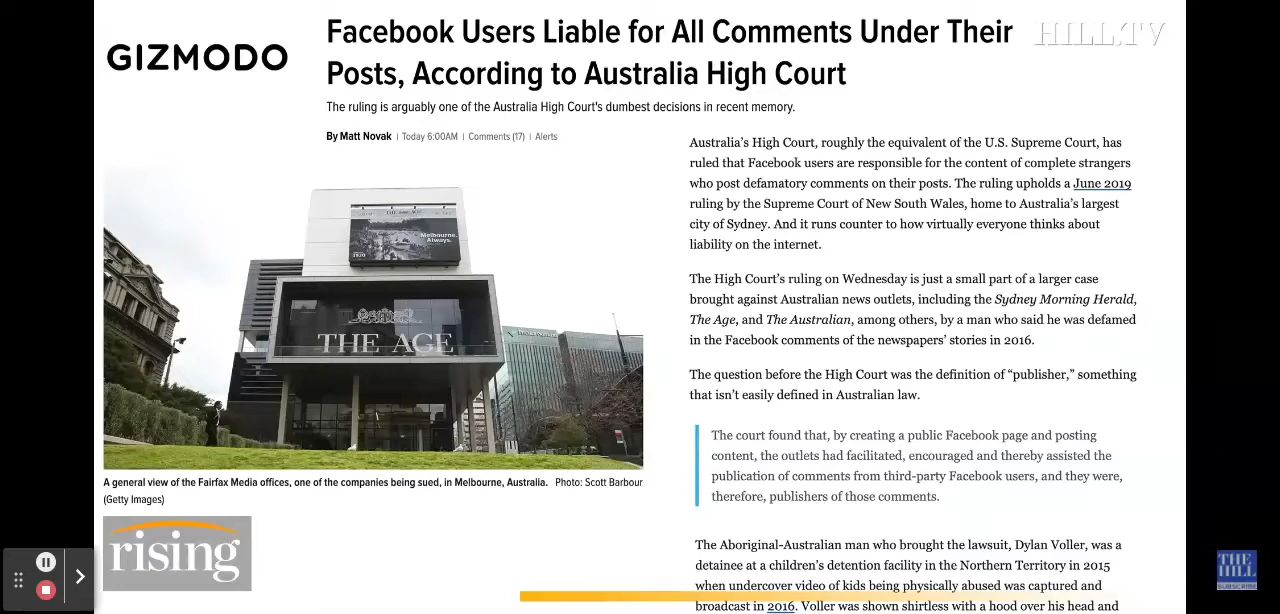 GIZMODO
Facebook Users Liable for All Comments Under Their
Posts, According to Australia High Court
HILL.TV
The ruling is arguably one of the Australia High Court's dumbest decisions in recent memory.
By Matt Novak | Today 6:00AM | Comments (17) | Alerts
Melbourne.
Always.
THE AGE
A general view of the Fairfax Media offices, one of the companies being sued, in Melbourne, Australia. Photo: Scott Barbour
(Getty Images)
rising
Australia’s High Court, roughly the equivalent of the U.S. Supreme Court, has
ruled that Facebook users are responsible for the content of complete strangers
who post defamatory comments on their posts. The ruling upholds a June 2019
ruling by the Supreme Court of New South Wales, home to Australia’s largest
city of Sydney. And it runs counter to how virtually everyone thinks about
liability on the internet.
The High Court’s ruling on Wednesday is just a small part of a larger case
brought against Australian news outlets, including the Sydney Morning Herald,
The Age, and The Australian, among others, by a man who said he was defamed
in the Facebook comments of the newspapers’ stories in 2016.
The question before the High Court was the definition of “publisher,” something
that isn’t easily defined in Australian law.
The court found that, by creating a public Facebook page and posting
content, the outlets had facilitated, encouraged and thereby assisted the
publication of comments from third-party Facebook users, and they were,
therefore, publishers of those comments.
The Aboriginal-Australian man who brought the lawsuit, Dylan Voller, was a
detainee at a children’s detention facility in the Northern Territory in 2015
when undercover video of kids being physically abused was captured and
broadcast in 2016. Voller was shown shirtless with a hood over his head and
THE
HILL
SUBSCRIBE